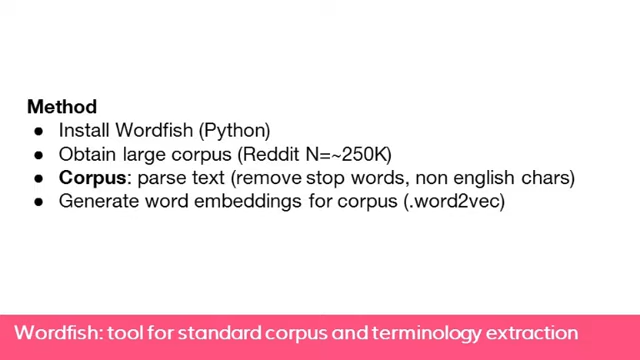 Method
● Install Wordfish (Python)
● Obtain large corpus (Reddit N=~250K)
● Corpus: parse text (remove stop words, non english chars)
● Generate word embeddings for corpus (.word2vec)
Wordfish: tool for standard corpus and terminology extraction